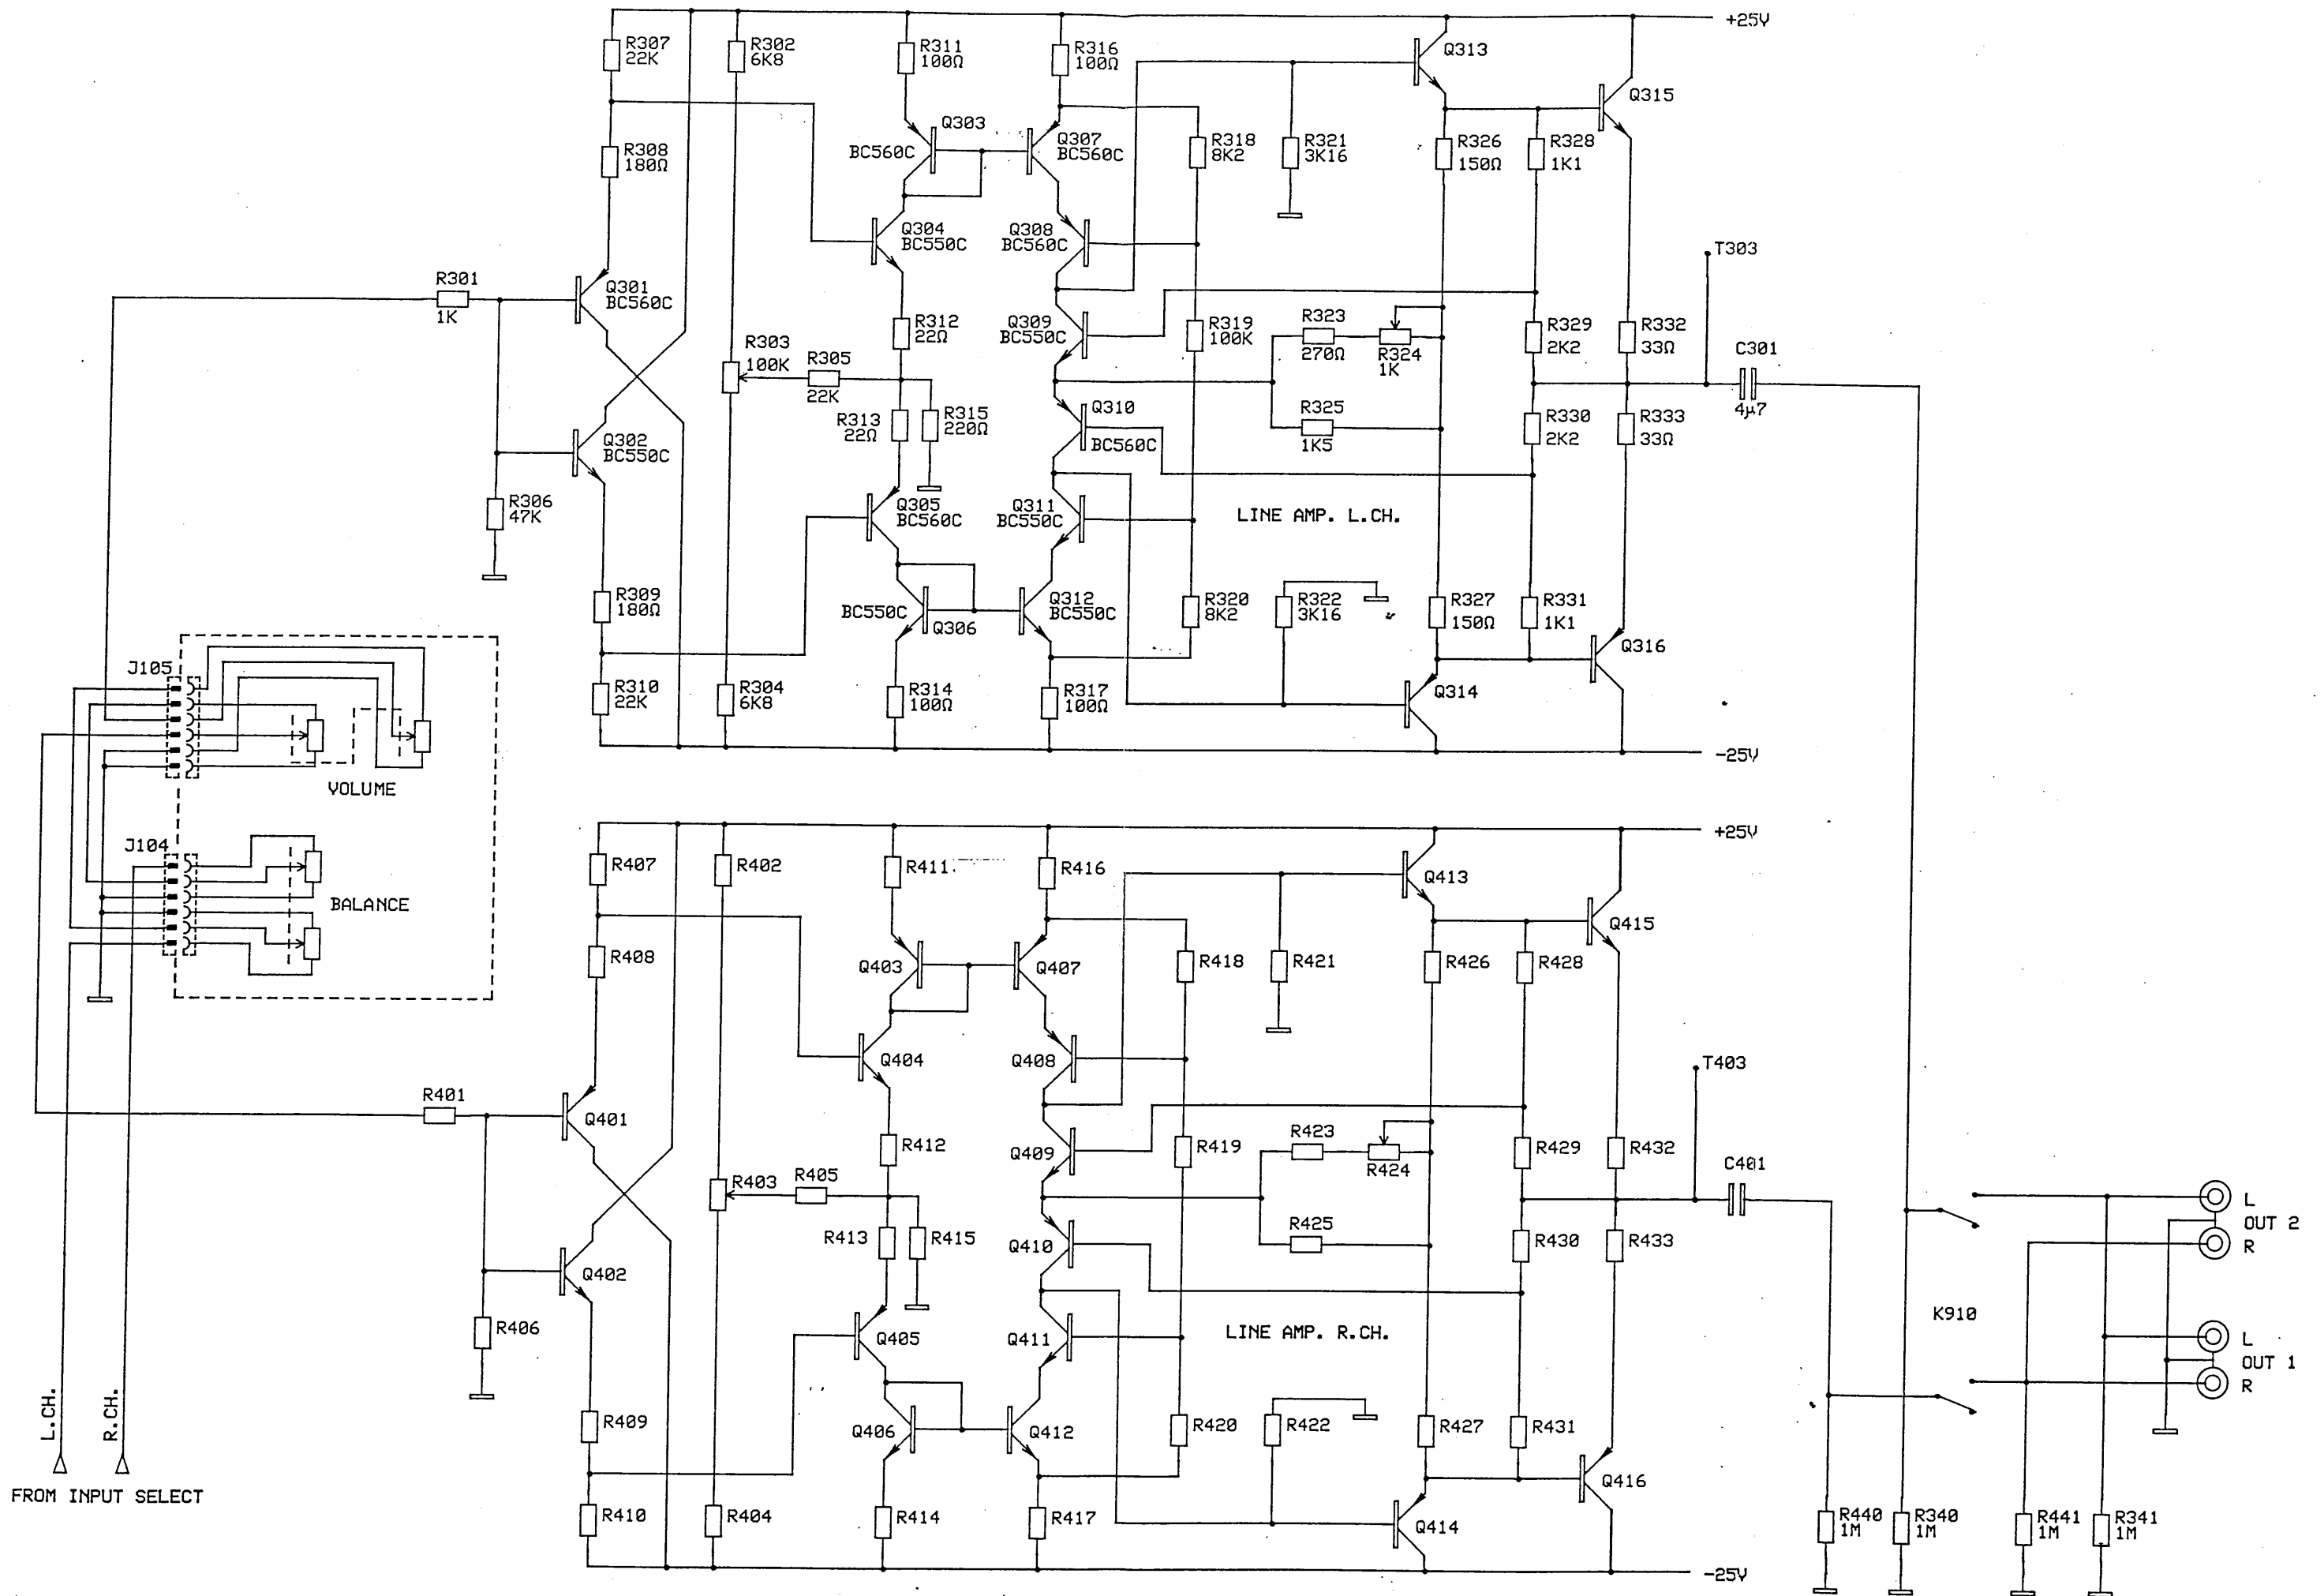 +25V
R307
22K
R302
6K8
R311
100Ω
R316
100Ω
Q313
Q315
R308
180Ω
Q303
BC560C
Q307
BC560C
R318
8K2
R321
3K16
R326
150Ω
R328
1K1
Q304
BC550C
Q308
BC560C
T303
R301
1K
Q301
BC560C
R312
22Ω
Q309
BC550C
R319
100K
R323
270Ω
R324
1K
R329
2K2
R332
33Ω
C301
4µ7
R303
100K
R305
22K
R313
22Ω
R315
220Ω
Q310
BC560C
R325
1K5
R330
2K2
R333
33Ω
Q302
BC550C
R306
47K
Q305
BC560C
Q311
BC550C
LINE AMP. L.CH.
R309
180Ω
BC550C
Q306
Q312
BC550C
R320
8K2
R322
3K16
R327
150Ω
R331
1K1
Q316
R310
22K
R304
6K8
R314
100Ω
R317
100Ω
Q314
-25V
J105
VOLUME
J104
BALANCE
+25V
R407
R402
R411
R416
Q413
Q415
R408
Q403
Q407
R418
R421
R426
R428
Q404
Q408
T403
R401
Q401
R412
Q409
R419
R423
R424
R429
R432
C401
R403
R405
R413
R415
Q410
R425
R430
R433
Q402
R406
Q405
Q411
LINE AMP. R.CH.
R409
Q406
Q412
R420
R422
R427
R431
Q416
R410
R404
R414
R417
Q414
-25V
L
OUT 2
R
K910
L
OUT 1
R
R440
1M
R340
1M
R441
1M
R341
1M
L.CH.
R.CH.
FROM INPUT SELECT